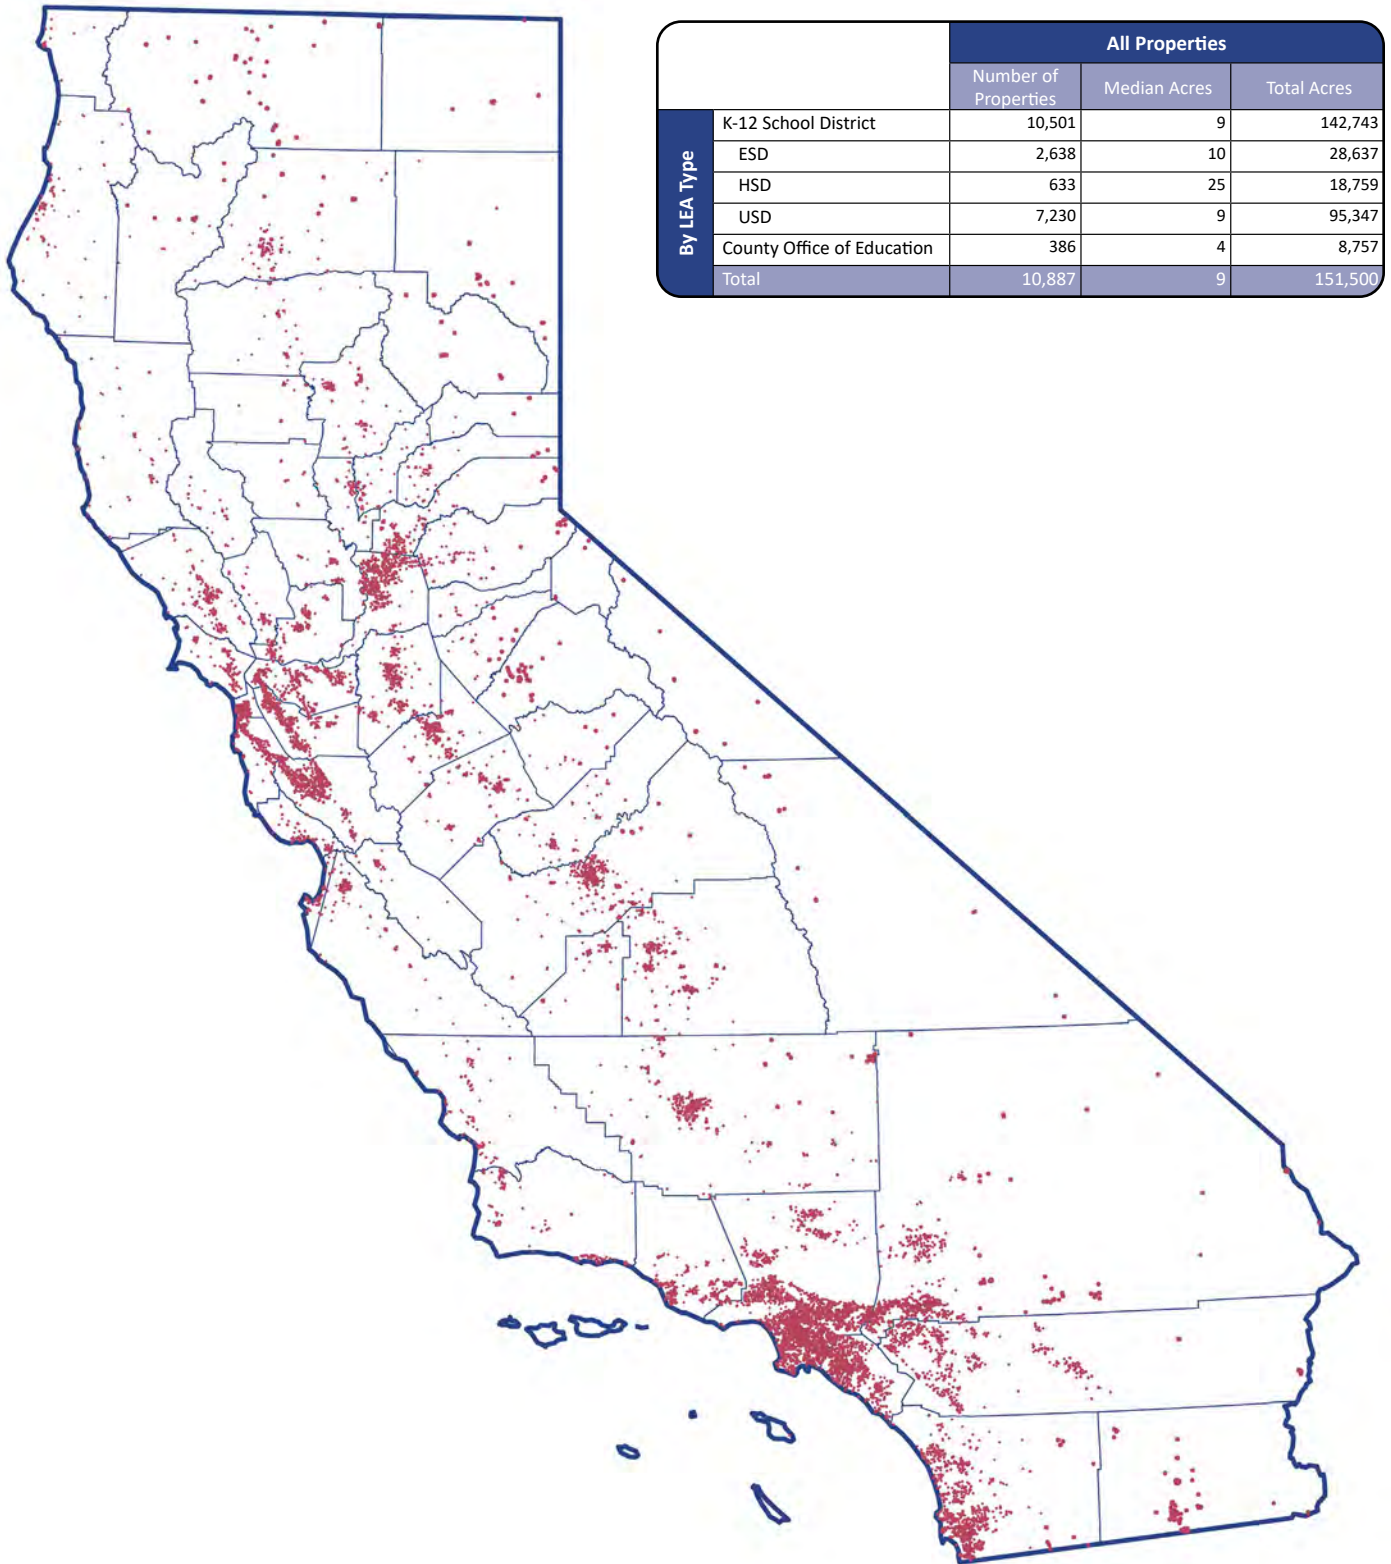 All Properties
Number of Properties Median Acres Total Acres
By LEA Type
K-12 School District 10,501 9 142,743
ESD 2,638 10 28,637
HSD 633 25 18,759
USD 7,230 9 95,347
County Office of Education 386 4 8,757
Total 10,887 9 151,500